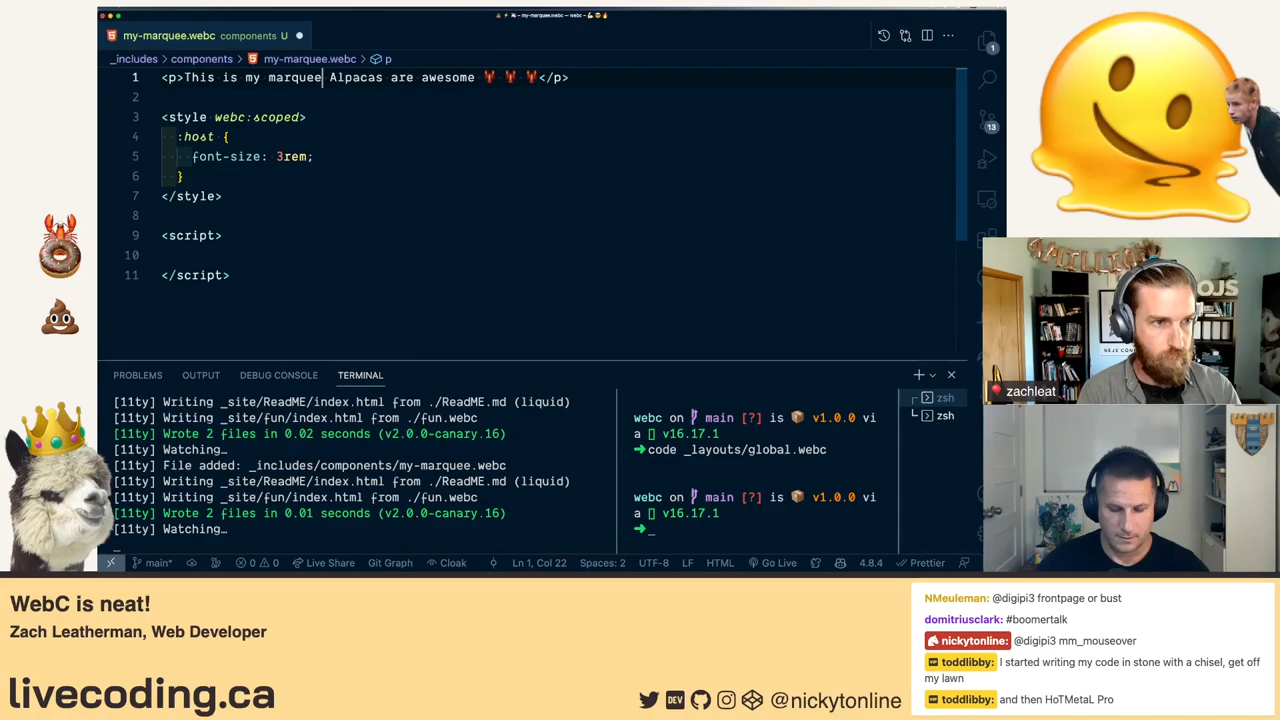 my-marquee.webc — webc
my-marquee.webc components U
_includes components my-marquee.webc p
1 <p>This is my marquee Alpacas are awesome 🦞 🦞 🦞</p>
2
3 <style webc:scoped>
4 :host {
5 font-size: 3rem;
6 }
7 </style>
8
9 <script>
10
11 </script>
1
13
PROBLEMS OUTPUT DEBUG CONSOLE TERMINAL
[11ty] Writing _site/ReadME/index.html from ./ReadME.md (liquid)
[11ty] Writing _site/fun/index.html from ./fun.webc
[11ty] Wrote 2 files in 0.02 seconds (v2.0.0-canary.16)
[11ty] Watching…
[11ty] File added: _includes/components/my-marquee.webc
[11ty] Writing _site/ReadME/index.html from ./ReadME.md (liquid)
[11ty] Writing _site/fun/index.html from ./fun.webc
[11ty] Wrote 2 files in 0.01 seconds (v2.0.0-canary.16)
[11ty] Watching…
webc on main [?] is 📦 v1.0.0 vi
a v16.17.1
➜ code _layouts/global.webc
webc on main [?] is 📦 v1.0.0 vi
a v16.17.1
➜ _
zsh
zsh
main* 0 0 Live Share Git Graph Cloak Ln 1, Col 22 Spaces: 2 UTF-8 LF HTML Go Live 4.8.4 Prettier
OJS
zachleat
WebC is neat!
Zach Leatherman, Web Developer
livecoding.ca
DEV @nickytonline
NMeuleman: @digipi3 frontpage or bust
domitriusclark: #boomertalk
nickytonline: @digipi3 mm_mouseover
toddlibby: I started writing my code in stone with a chisel, get off
my lawn
toddlibby: and then HoTMetaL Pro